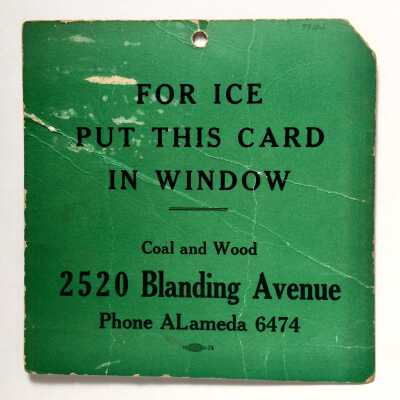 FOR ICE
PUT THIS CARD
IN WINDOW
Coal and Wood
2520 Blanding Avenue
Phone ALameda 6474